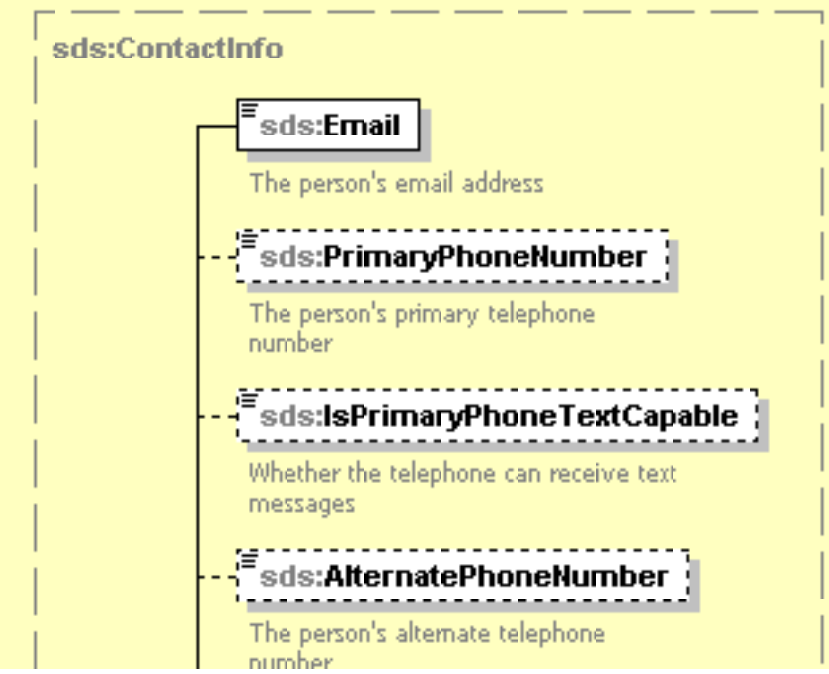 sds:ContactInfo
sds:Email
The person's email address
sds:PrimaryPhoneNumber
The person's primary telephone
number
sds:IsPrimaryPhoneTextCapable
Whether the telephone can receive text
messages
sds:AlternatePhoneNumber
The person's alternate telephone
number